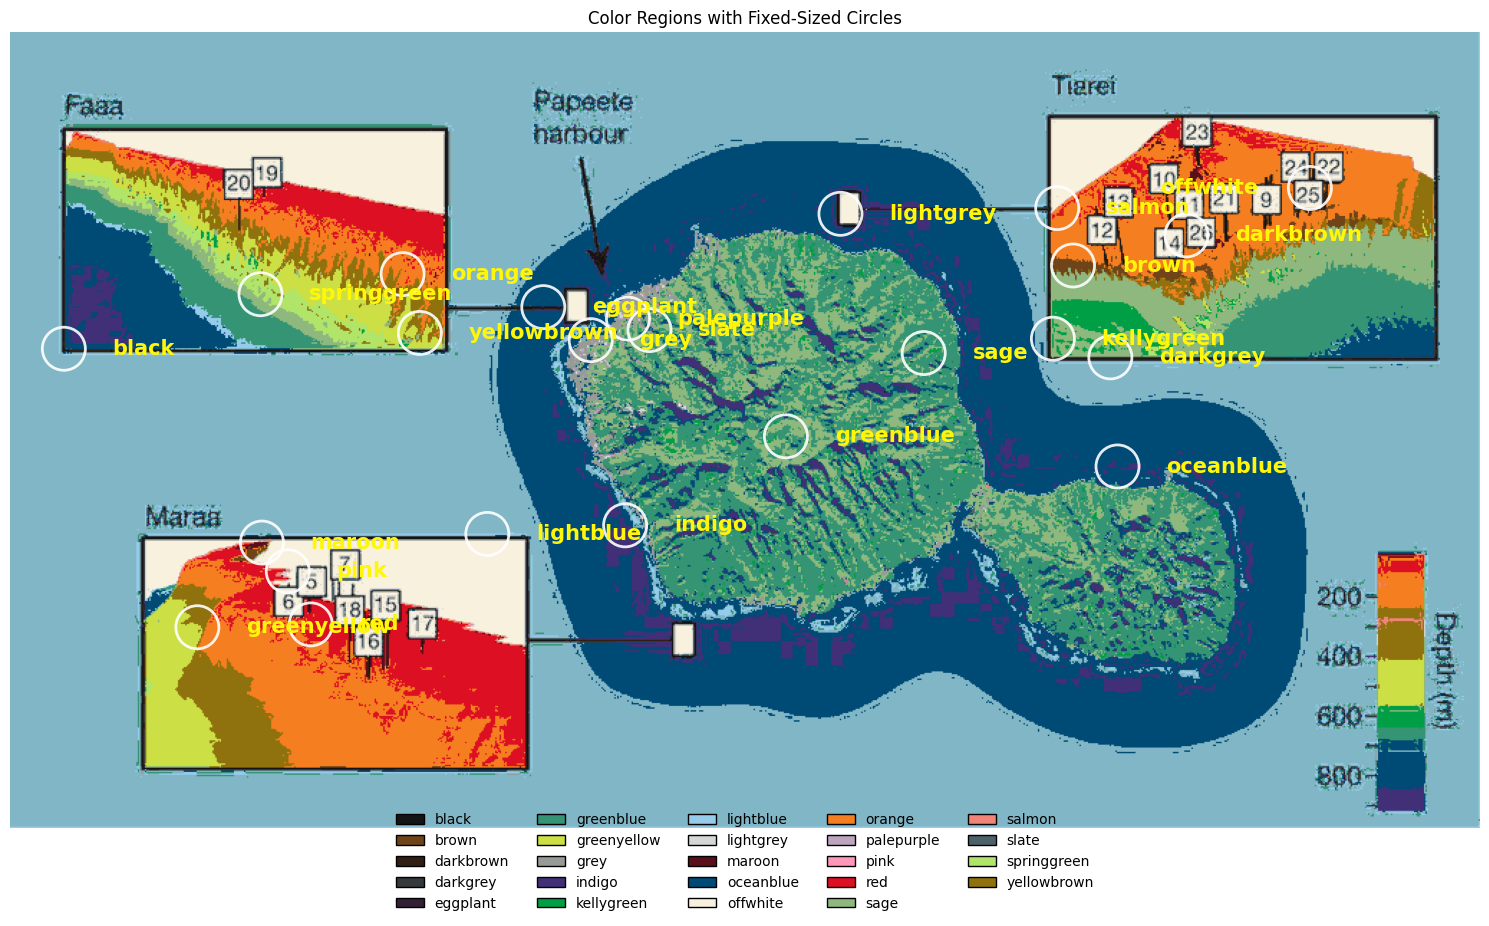 Color Regions with Fixed-Sized Circles
Faaa
Papeete
harbour
Tiarei
20
19
orange
springgreen
yellowbrown
black
eggplant
palepurple
slate
grey
lightgrey
sage
greenblue
indigo
oceanblue
23
10
24
22
offwhite
salmon
11
21
9
25
12
14
26
darkbrown
brown
kellygreen
darkgrey
Maraa
maroon
lightblue
pink
7
5
6
18
15
17
16
greenyellow
red
200
400
600
800
Depth (m)
black
brown
darkbrown
darkgrey
eggplant
greenblue
greenyellow
grey
indigo
kellygreen
lightblue
lightgrey
maroon
oceanblue
offwhite
orange
palepurple
pink
red
sage
salmon
slate
springgreen
yellowbrown